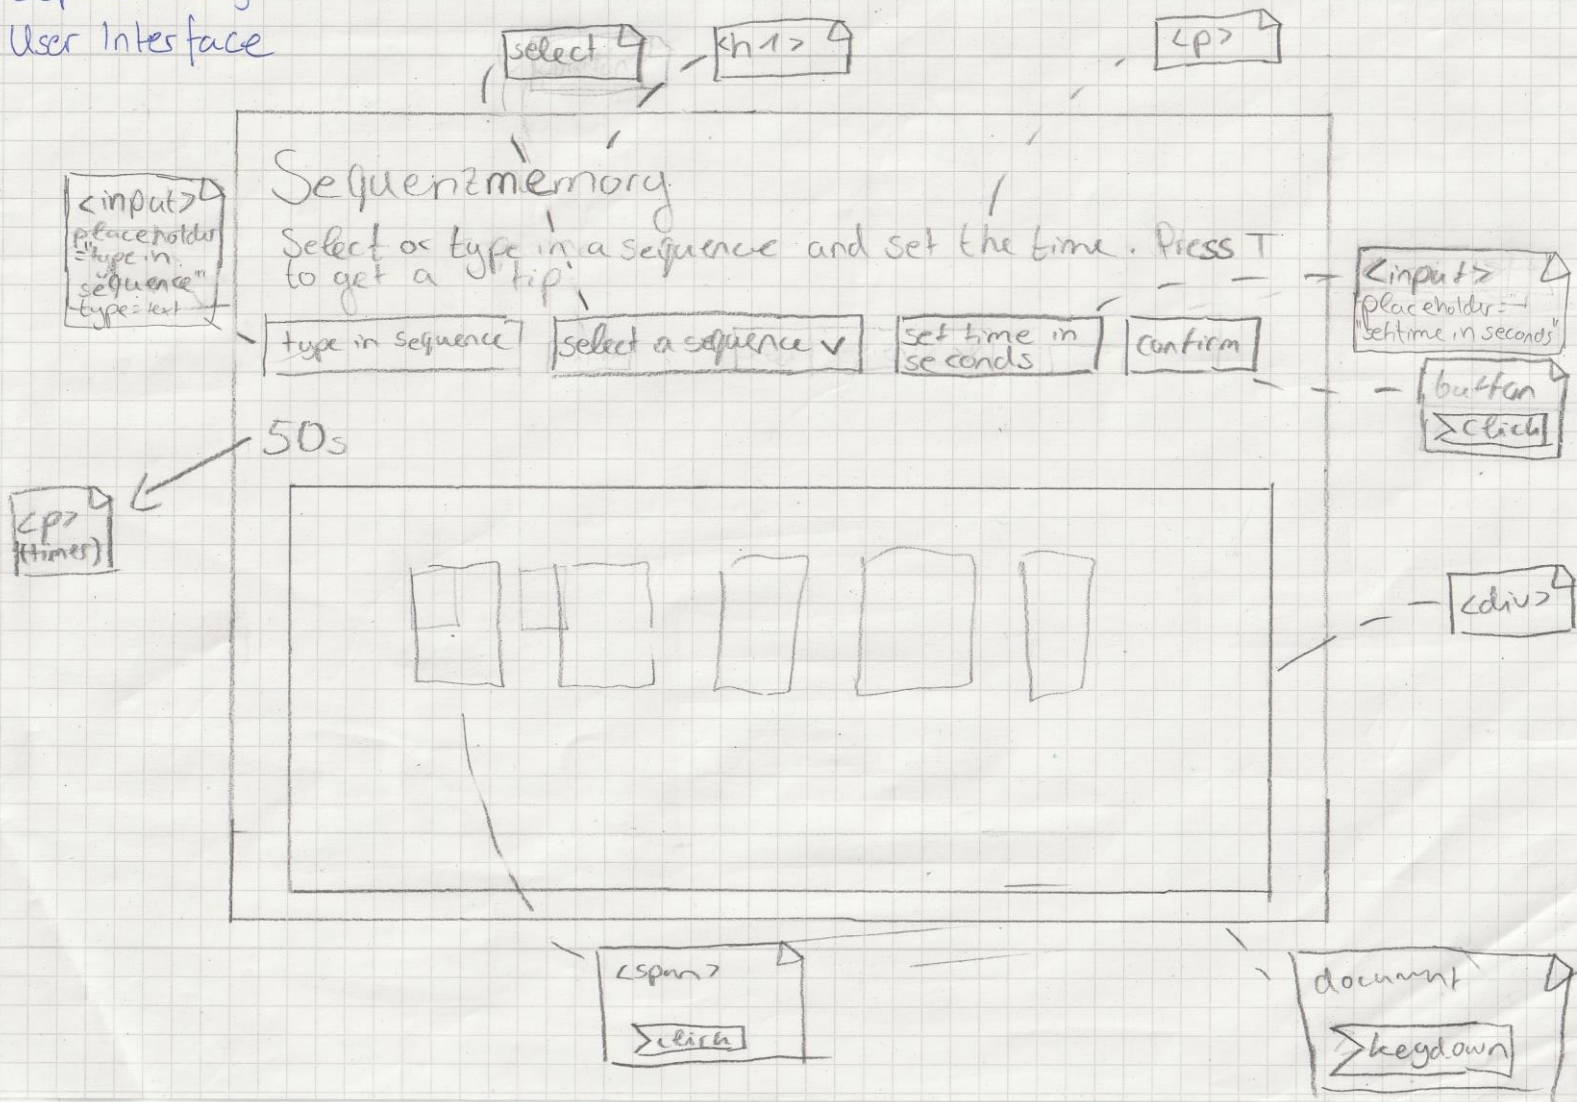 User Interface
select
<h1>
<p>
Sequenzmemory
<input>
placeholder
="type in
sequence"
type=text
Select or type in a sequence and set the time. Press T
to get a tip
<input>
placeholder=
"set time in seconds"
type in sequence
select a sequence v
set time in
seconds
confirm
button
click
50s
<p>
(timer)
<div>
<span>
click
document
keydown